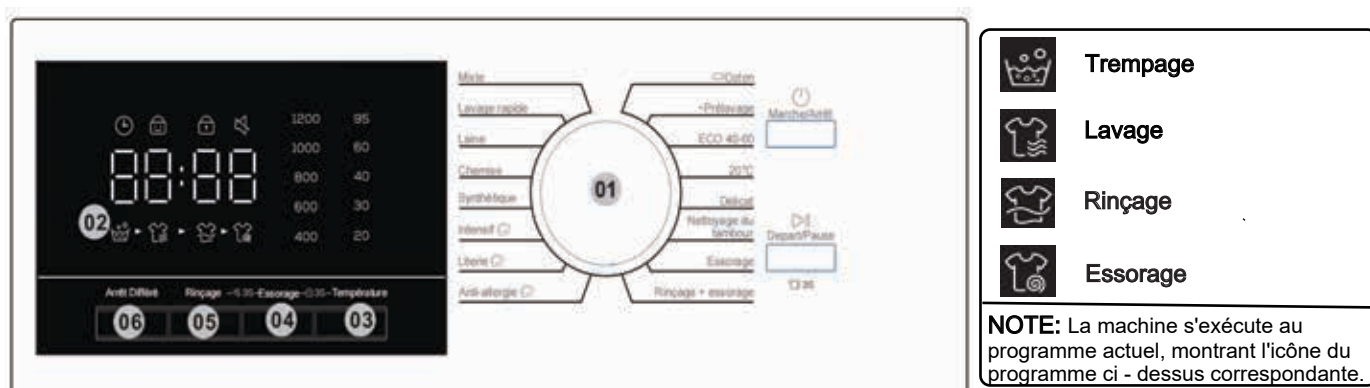 1200 95
1000 60
88:88
800 40
600 30
02
400 20
Arrêt Différé Rinçage Essorage Température
06 05 04 03
Mixte
Lavage rapide
Laine
Chemise
Synthétique
Intensif
Literie
Anti-allergie
01
Coton
+Prélavage
ECO 40-60
20°C
Délicat
Nettoyage du
tambour
Essorage
Rinçage + essorage
Marche/Arrêt
Depart/Pause
Trempage
Lavage
Rinçage
Essorage
NOTE: La machine s'exécute au
programme actuel, montrant l'icône du
programme ci - dessus correspondante.